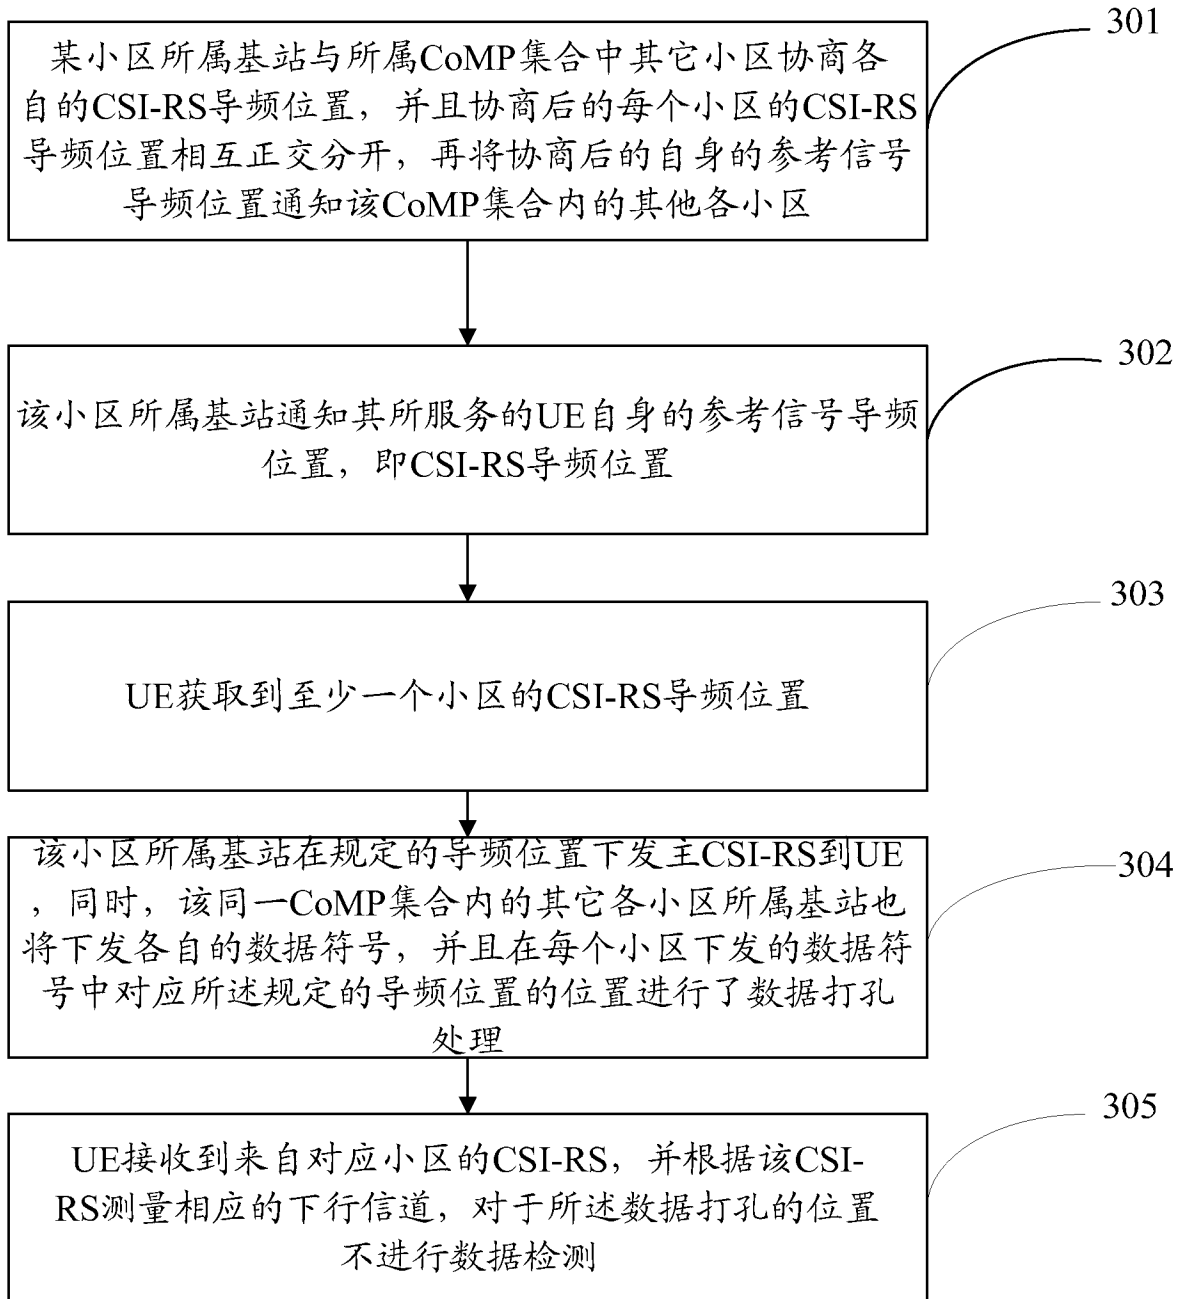 301
某小区所属基站与所属CoMP集合中其它小区协商各
自的CSI-RS导频位置，并且协商后的每个小区的CSI-RS
导频位置相互正交分开，再将协商后的自身的参考信号
导频位置通知该CoMP集合内的其他各小区
302
该小区所属基站通知其所服务的UE自身的参考信号导频
位置，即CSI-RS导频位置
303
UE获取到至少一个小区的CSI-RS导频位置
304
该小区所属基站在规定的导频位置下发主CSI-RS到UE
，同时，该同一CoMP集合内的其它各小区所属基站也
将下发各自的数据符号，并且在每个小区下发的数据符
号中对应所述规定的导频位置的位置进行了数据打孔
处理
305
UE接收到来自对应小区的CSI-RS，并根据该CSI-
RS测量相应的下行信道，对于所述数据打孔的位置
不进行数据检测